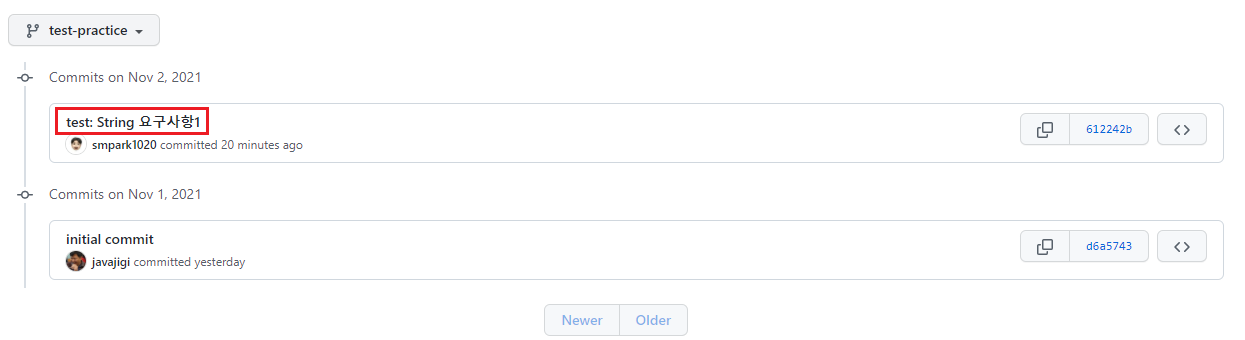 test-practice
Commits on Nov 2, 2021
test: String 요구사항1
612242b
smpark1020 committed 20 minutes ago
Commits on Nov 1, 2021
initial commit
d6a5743
javajigi committed yesterday
Newer Older